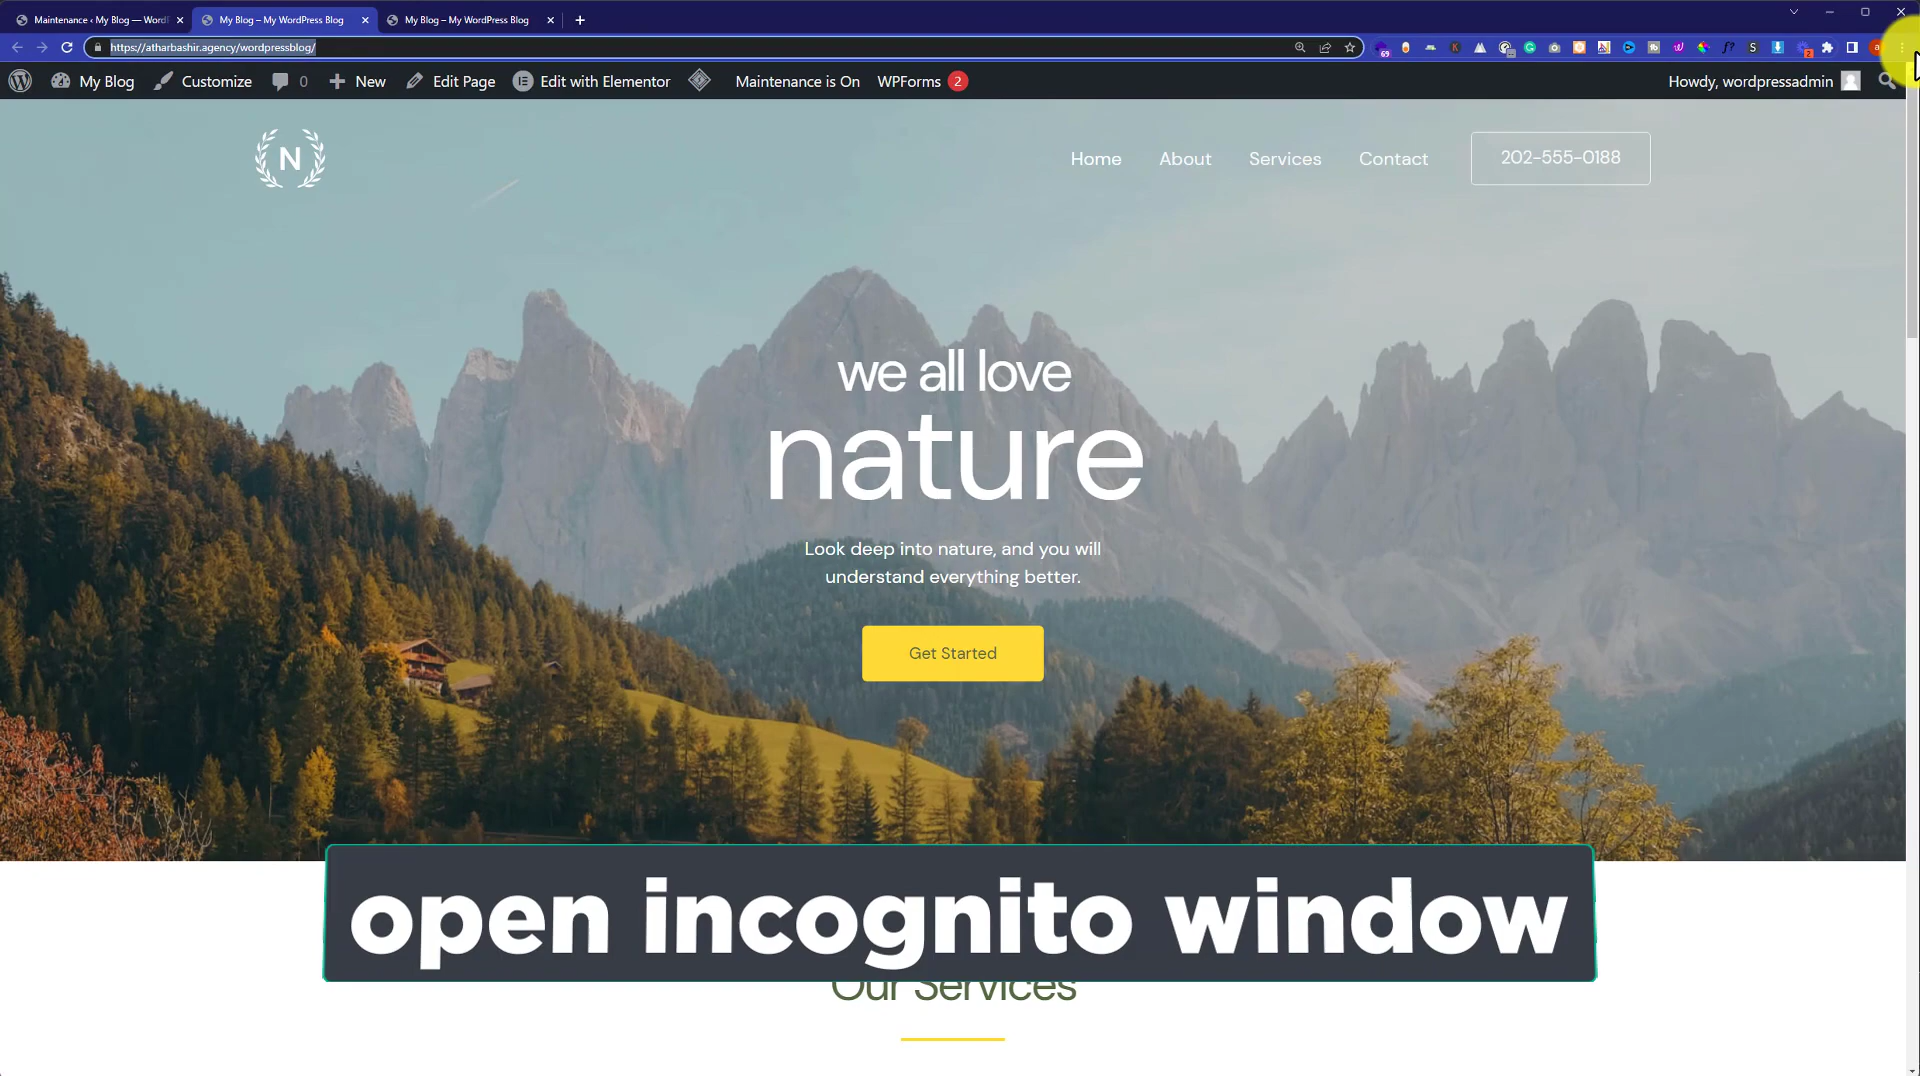 Maintenance ‹ My Blog — WordP
My Blog – My WordPress Blog
My Blog – My WordPress Blog
https://atharbashir.agency/wordpressblog/
My Blog
Customize
0
New
Edit Page
Edit with Elementor
Maintenance is On
WPForms 2
Howdy, wordpressadmin
N
Home
About
Services
Contact
202-555-0188
we all love
nature
Look deep into nature, and you will
understand everything better.
Get Started
open incognito window
Our Services